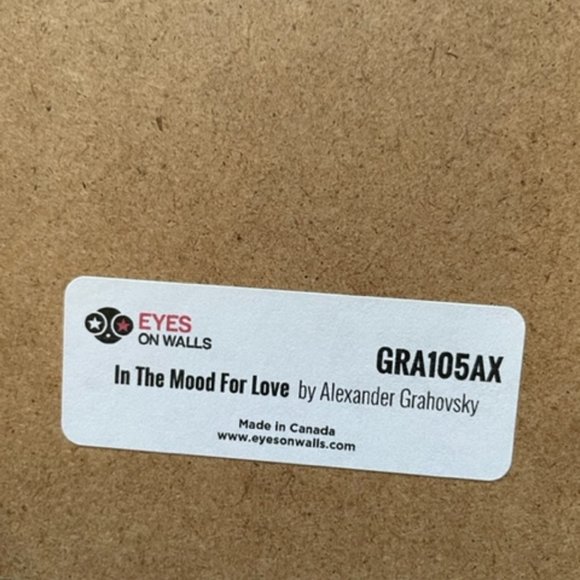 EYES
ON WALLS
GRA105AX
In The Mood For Love by Alexander Grahovsky
Made in Canada
www.eyesonwalls.com